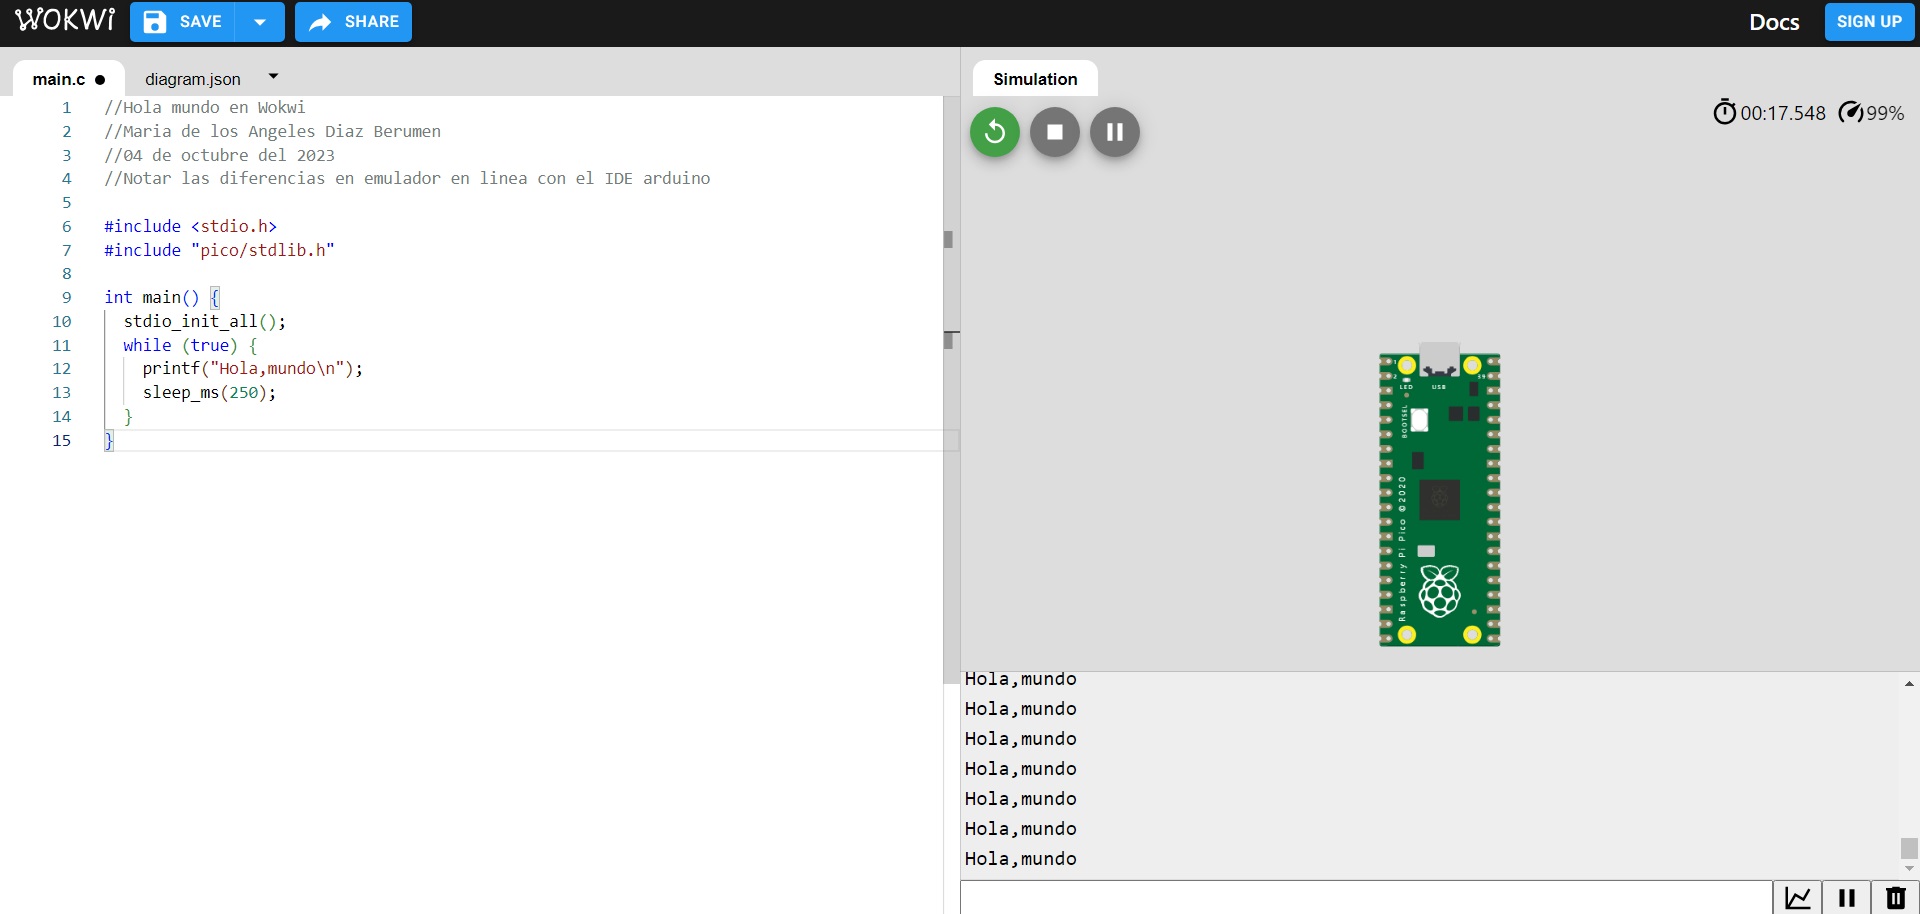 WOKWi SAVE SHARE Docs SIGN UP
main.c ● diagram.json
Simulation
00:17.548 99%
1 //Hola mundo en Wokwi
2 //Maria de los Angeles Diaz Berumen
3 //04 de octubre del 2023
4 //Notar las diferencias en emulador en linea con el IDE arduino
5
6 #include <stdio.h>
7 #include "pico/stdlib.h"
8
9 int main() {
10 stdio_init_all();
11 while (true) {
12 printf("Hola,mundo\n");
13 sleep_ms(250);
14 }
15 }
1
2
39
LED USB
BOOTSEL
Raspberry Pi Pico ©2020
Hola,mundo
Hola,mundo
Hola,mundo
Hola,mundo
Hola,mundo
Hola,mundo
Hola,mundo